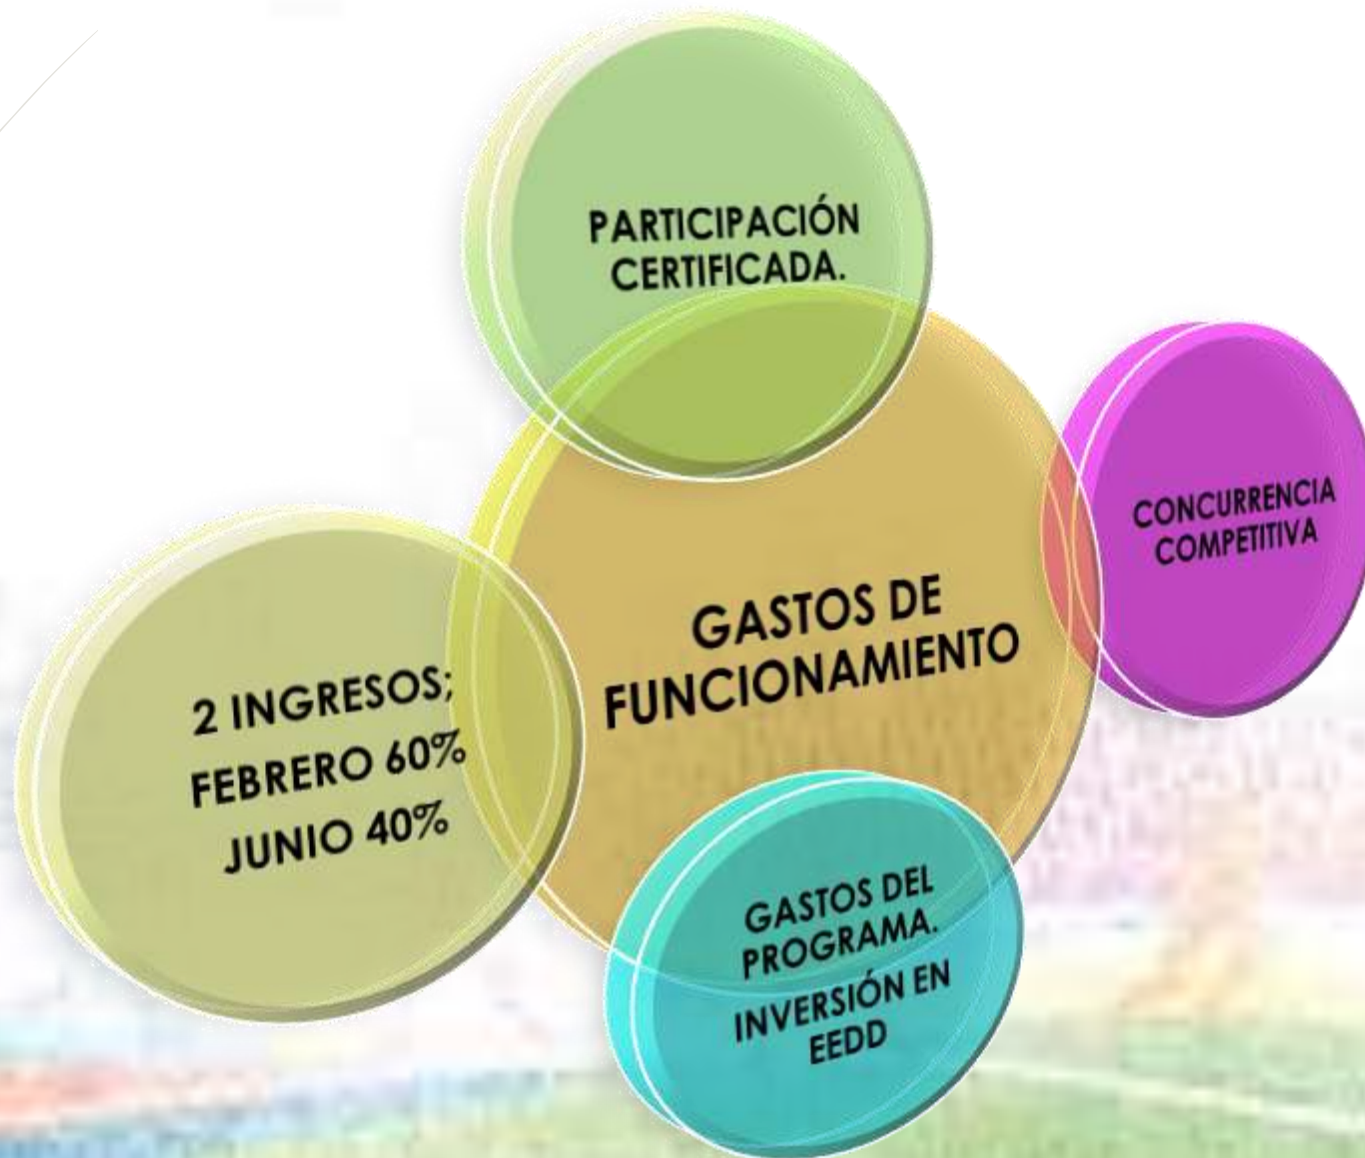 PARTICIPACIÓN
CERTIFICADA.
CONCURRENCIA
COMPETITIVA
GASTOS DE
FUNCIONAMIENTO
2 INGRESOS;
FEBRERO 60%
JUNIO 40%
GASTOS DEL
PROGRAMA.
INVERSIÓN EN
EEDD